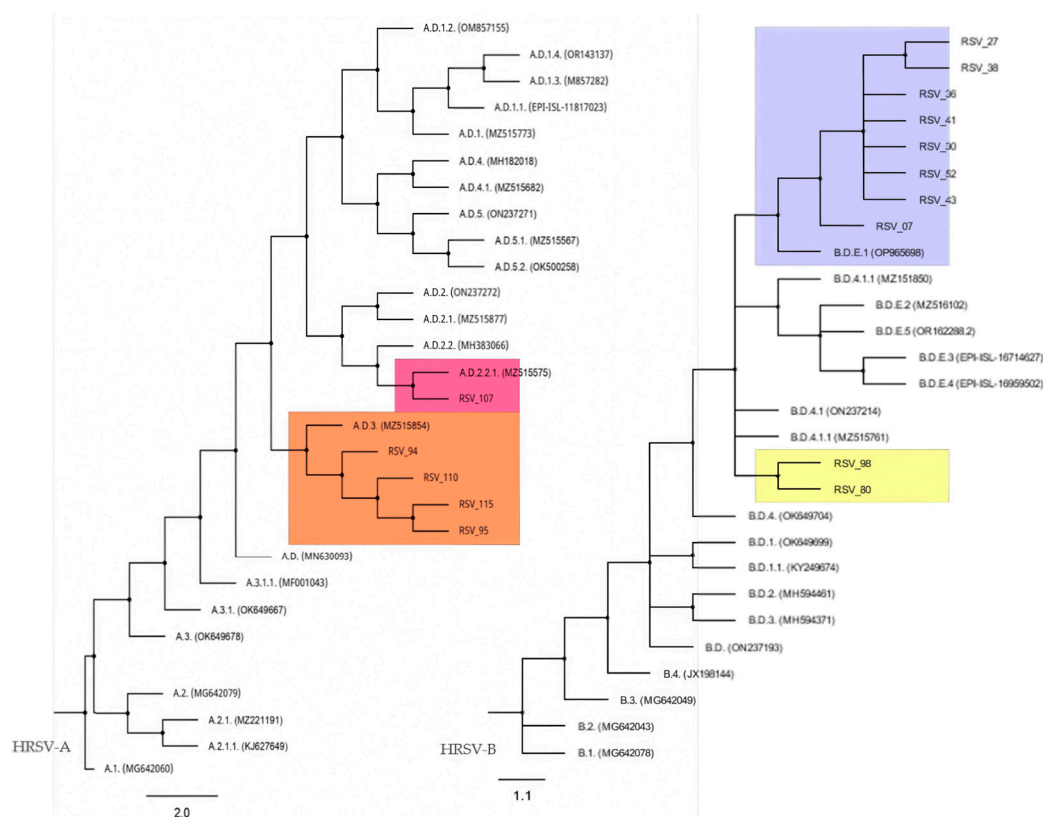 A.D.1.2. (OM857155)
A.D.1.4. (OR143137)
A.D.1.3. (M857282)
A.D.1.1. (EPI-ISL-11817023)
A.D.1. (MZ515773)
A.D.4. (MH182018)
A.D.4.1. (MZ515682)
A.D.5. (ON237271)
A.D.5.1. (MZ515567)
A.D.5.2. (OK500258)
A.D.2. (ON237272)
A.D.2.1. (MZ515877)
A.D.2.2. (MH383066)
A.D.2.2.1. (MZ515575)
RSV_107
A.D.3. (MZ515854)
RSV_94
RSV_110
RSV_115
RSV_95
A.D. (MN630093)
A.3.1.1. (MF001043)
A.3.1. (OK649667)
A.3. (OK649678)
A.2. (MG642079)
A.2.1. (MZ221191)
A.2.1.1. (KJ627649)
A.1. (MG642060)
HRSV-A
2.0
RSV_27
RSV_38
RSV_36
RSV_41
RSV_30
RSV_52
RSV_43
RSV_07
B.D.E.1 (OP965698)
B.D.4.1.1 (MZ151850)
B.D.E.2 (MZ516102)
B.D.E.5 (OR162288.2)
B.D.E.3 (EPI-ISL-16714627)
B.D.E.4 (EPI-ISL-16959502)
B.D.4.1 (ON237214)
B.D.4.1.1 (MZ515761)
RSV_98
RSV_80
B.D.4. (OK649704)
B.D.1. (OK649699)
B.D.1.1. (KY249674)
B.D.2. (MH594461)
B.D.3. (MH594371)
B.D. (ON237193)
B.4. (JX198144)
B.3. (MG642049)
B.2. (MG642043)
B.1. (MG642078)
HRSV-B
1.1